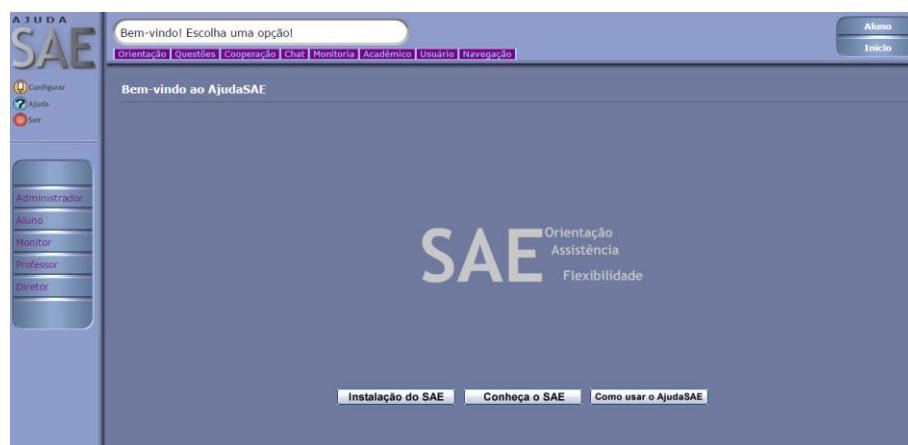 AJUDA
SAE
Configurar
Ajuda
Sair
Administrador
Aluno
Monitor
Professor
Diretor
Bem-vindo! Escolha uma opção!
Orientação Questões Cooperação Chat Monitoria Acadêmico Usuário Navegação
Aluno
Início
Bem-vindo ao AjudaSAE
SAE
Orientação
Assistência
Flexibilidade
Instalação do SAE Conheça o SAE Como usar o AjudaSAE